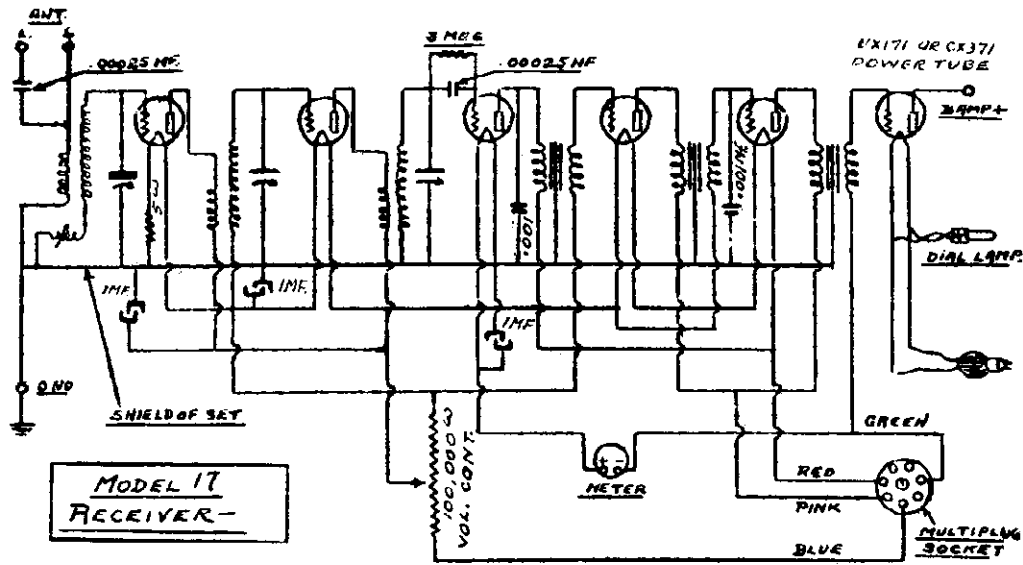 ANT.
L. S.
.00025 MF.
3 MEG
.00025 MF
UX171 OR CX371
POWER TUBE
B AMP+
5 ω
.001
.001 MF.
1MF
1MF.
1MF
DIAL LAMP.
GND
SHIELD OF SET
100,000 ω
VOL. CONT.
+ -
METER
GREEN
RED
PINK
BLUE
MULTIPLUG
SOCKET
MODEL 17
RECEIVER-